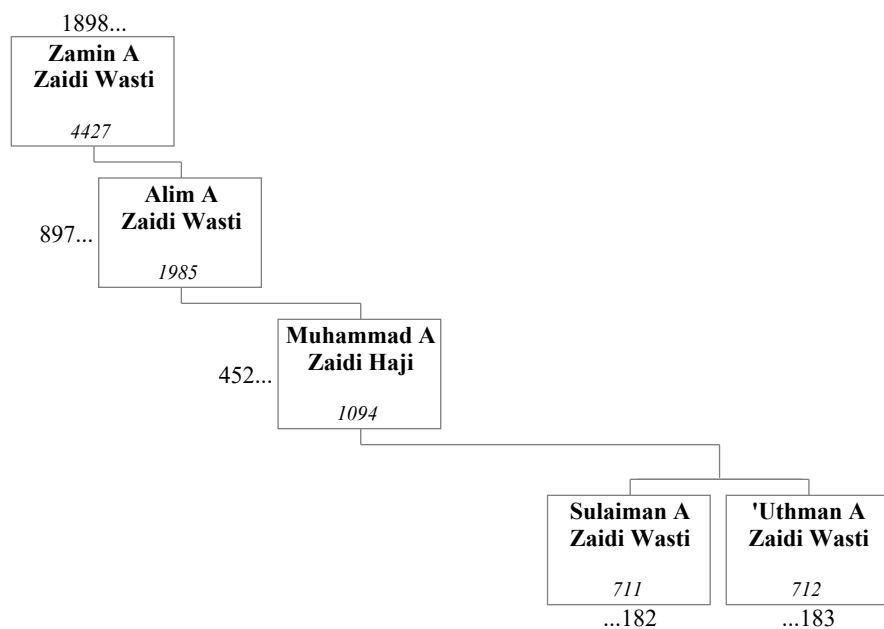 1898...
Zamin A
Zaidi Wasti
4427
Alim A
Zaidi Wasti
897...
1985
Muhammad A
Zaidi Haji
452...
1094
Sulaiman A
Zaidi Wasti
711
...182
'Uthman A
Zaidi Wasti
712
...183